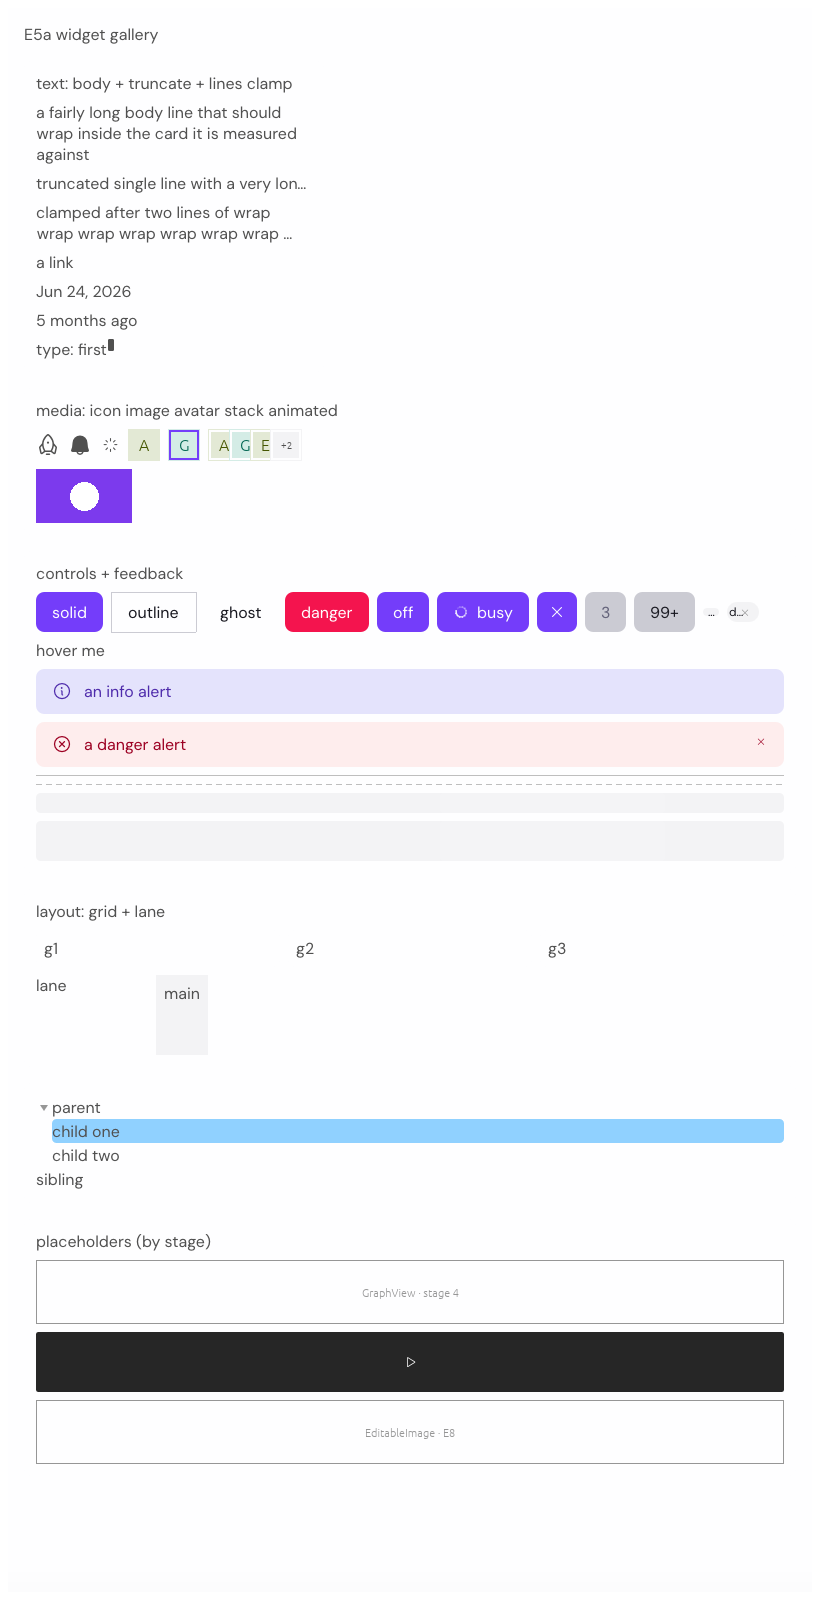 E5a widget gallery
text: body + truncate + lines clamp
a fairly long body line that should
wrap inside the card it is measured
against
truncated single line with a very lon…
clamped after two lines of wrap
wrap wrap wrap wrap wrap wrap …
a link
Jun 24, 2026
5 months ago
type: first
media: icon image avatar stack animated
A G A G E +2
controls + feedback
solid outline ghost danger off busy 3 99+ … d…
hover me
an info alert
a danger alert
layout: grid + lane
g1 g2 g3
lane main
parent
child one
child two
sibling
placeholders (by stage)
GraphView · stage 4
EditableImage · E8